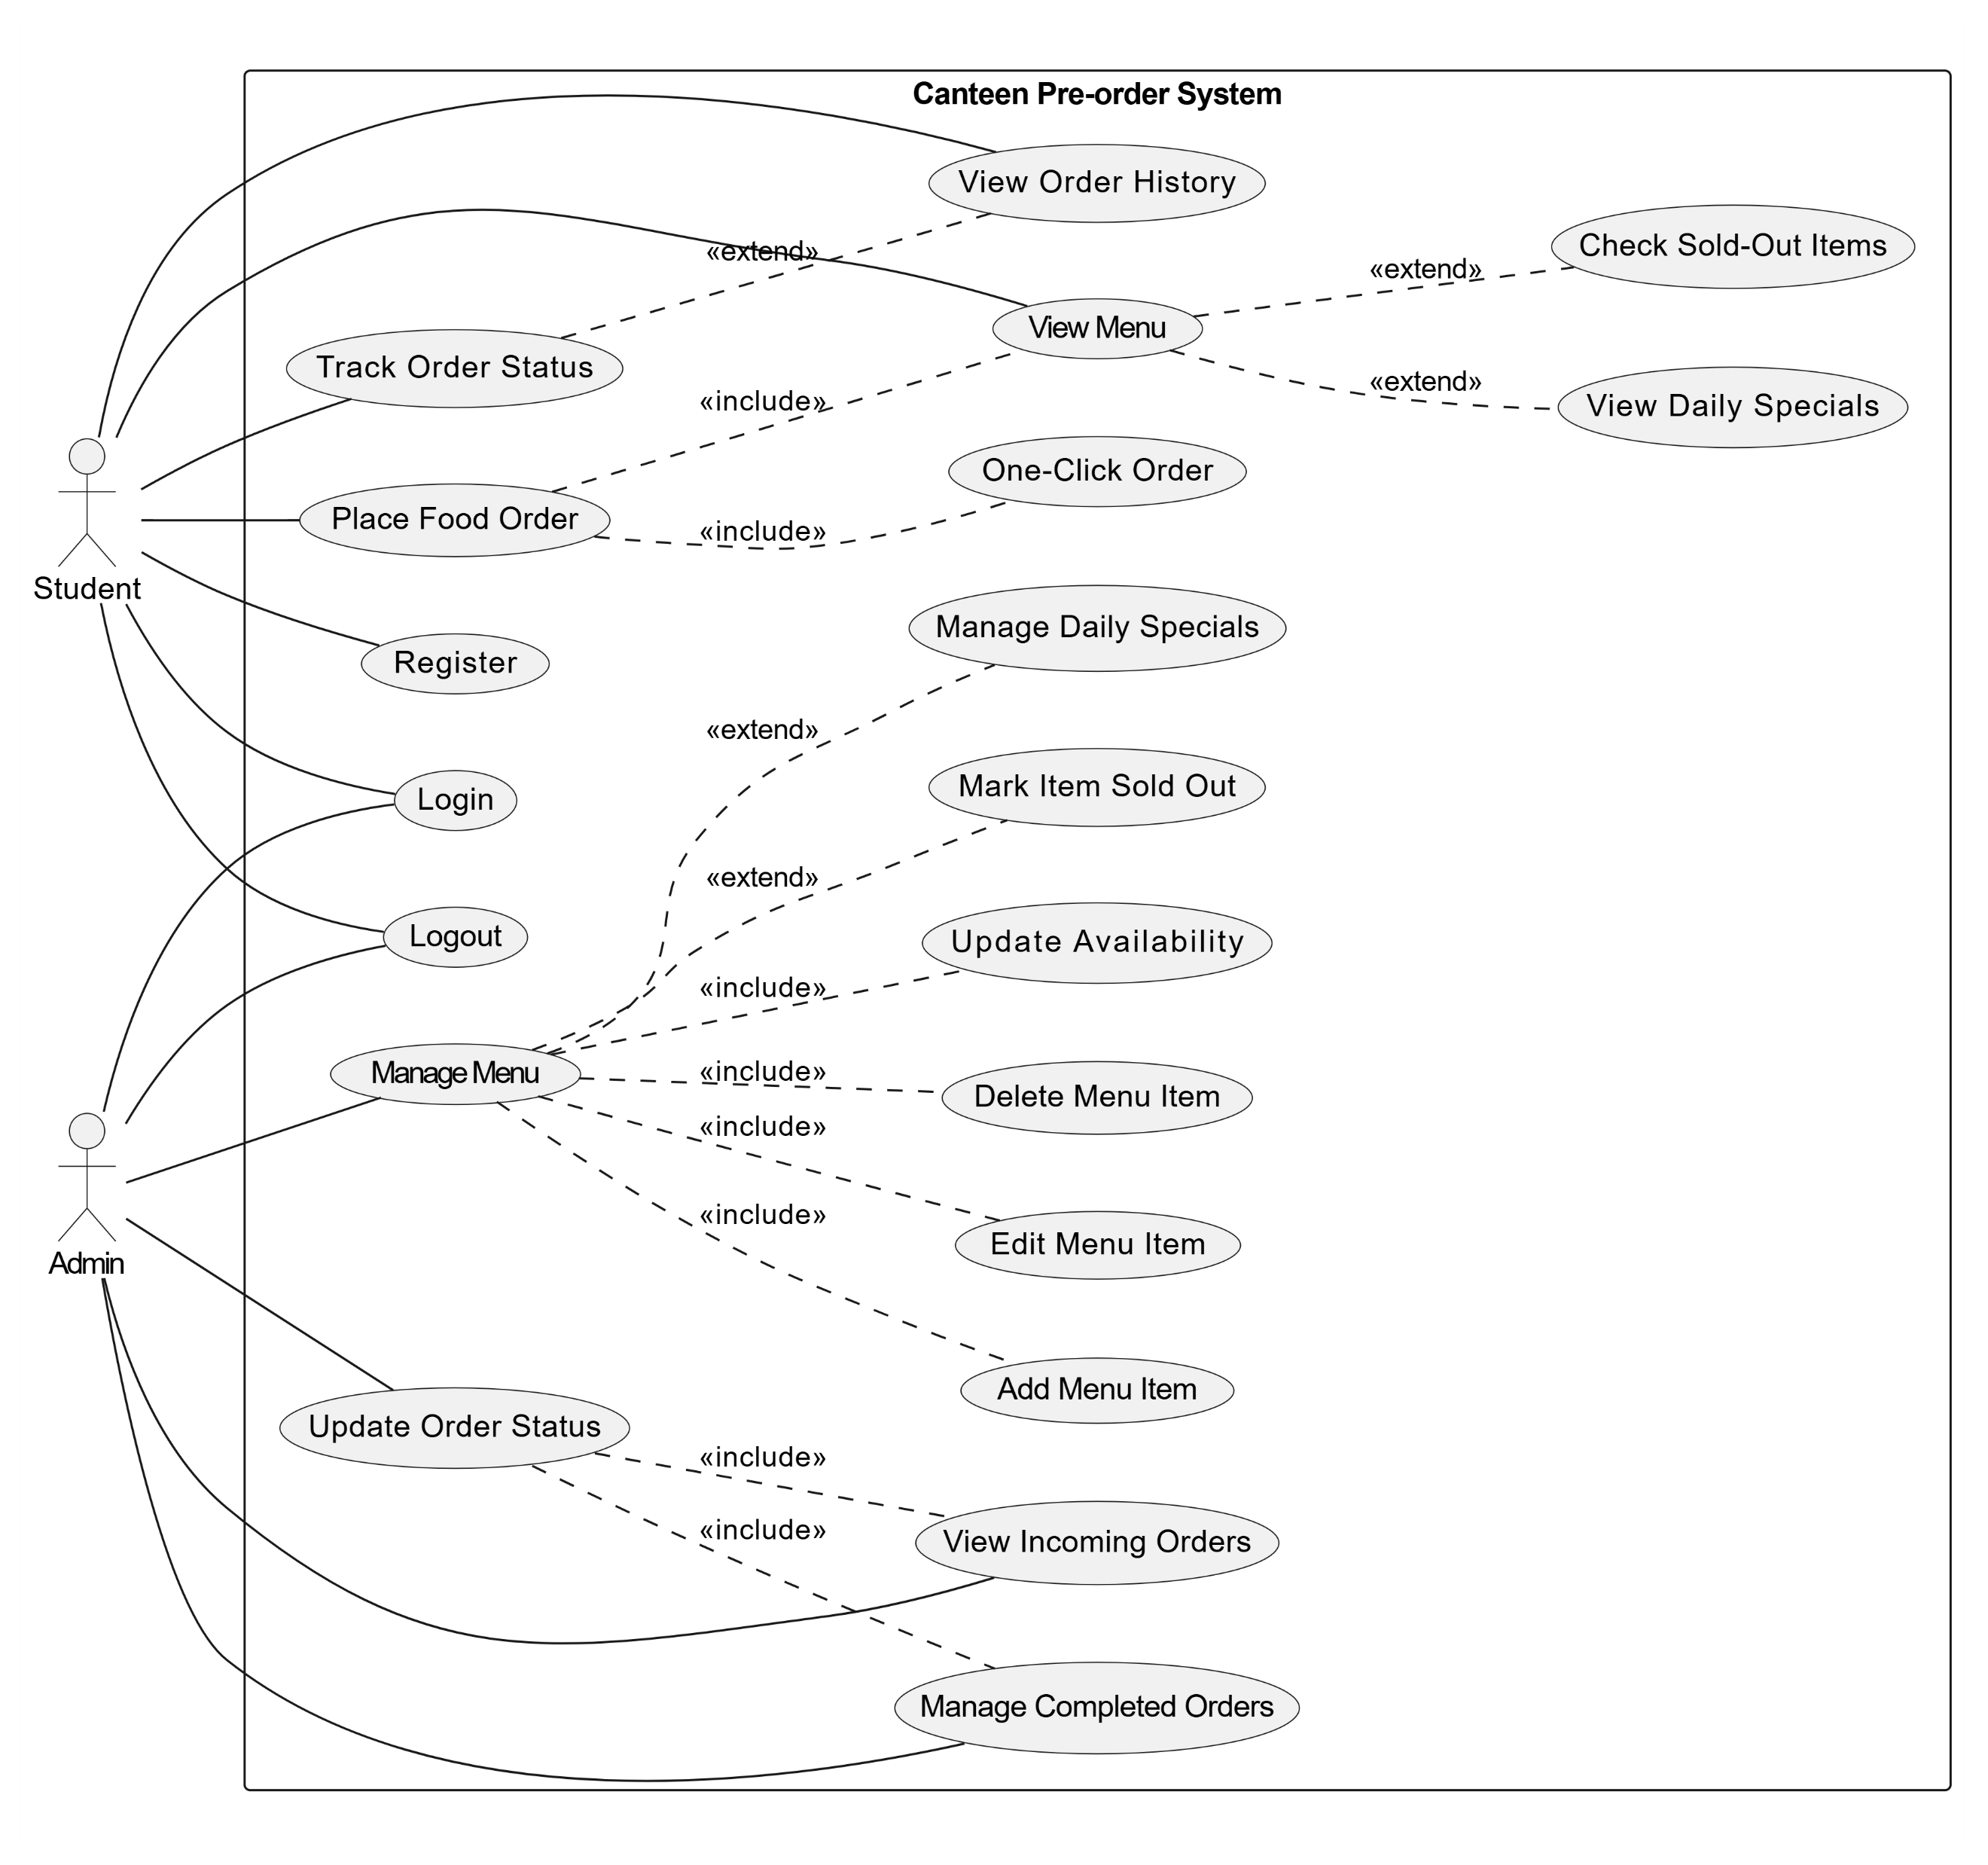 Canteen Pre-order System
View Order History
Check Sold-Out Items
«extend»
«extend»
View Menu
Track Order Status
«extend»
View Daily Specials
«include»
One-Click Order
Place Food Order
«include»
Student
Manage Daily Specials
Register
«extend»
Mark Item Sold Out
Login
«extend»
Logout
Update Availability
«include»
Manage Menu
«include»
Delete Menu Item
«include»
«include»
Edit Menu Item
Admin
Add Menu Item
Update Order Status
«include»
«include»
View Incoming Orders
Manage Completed Orders